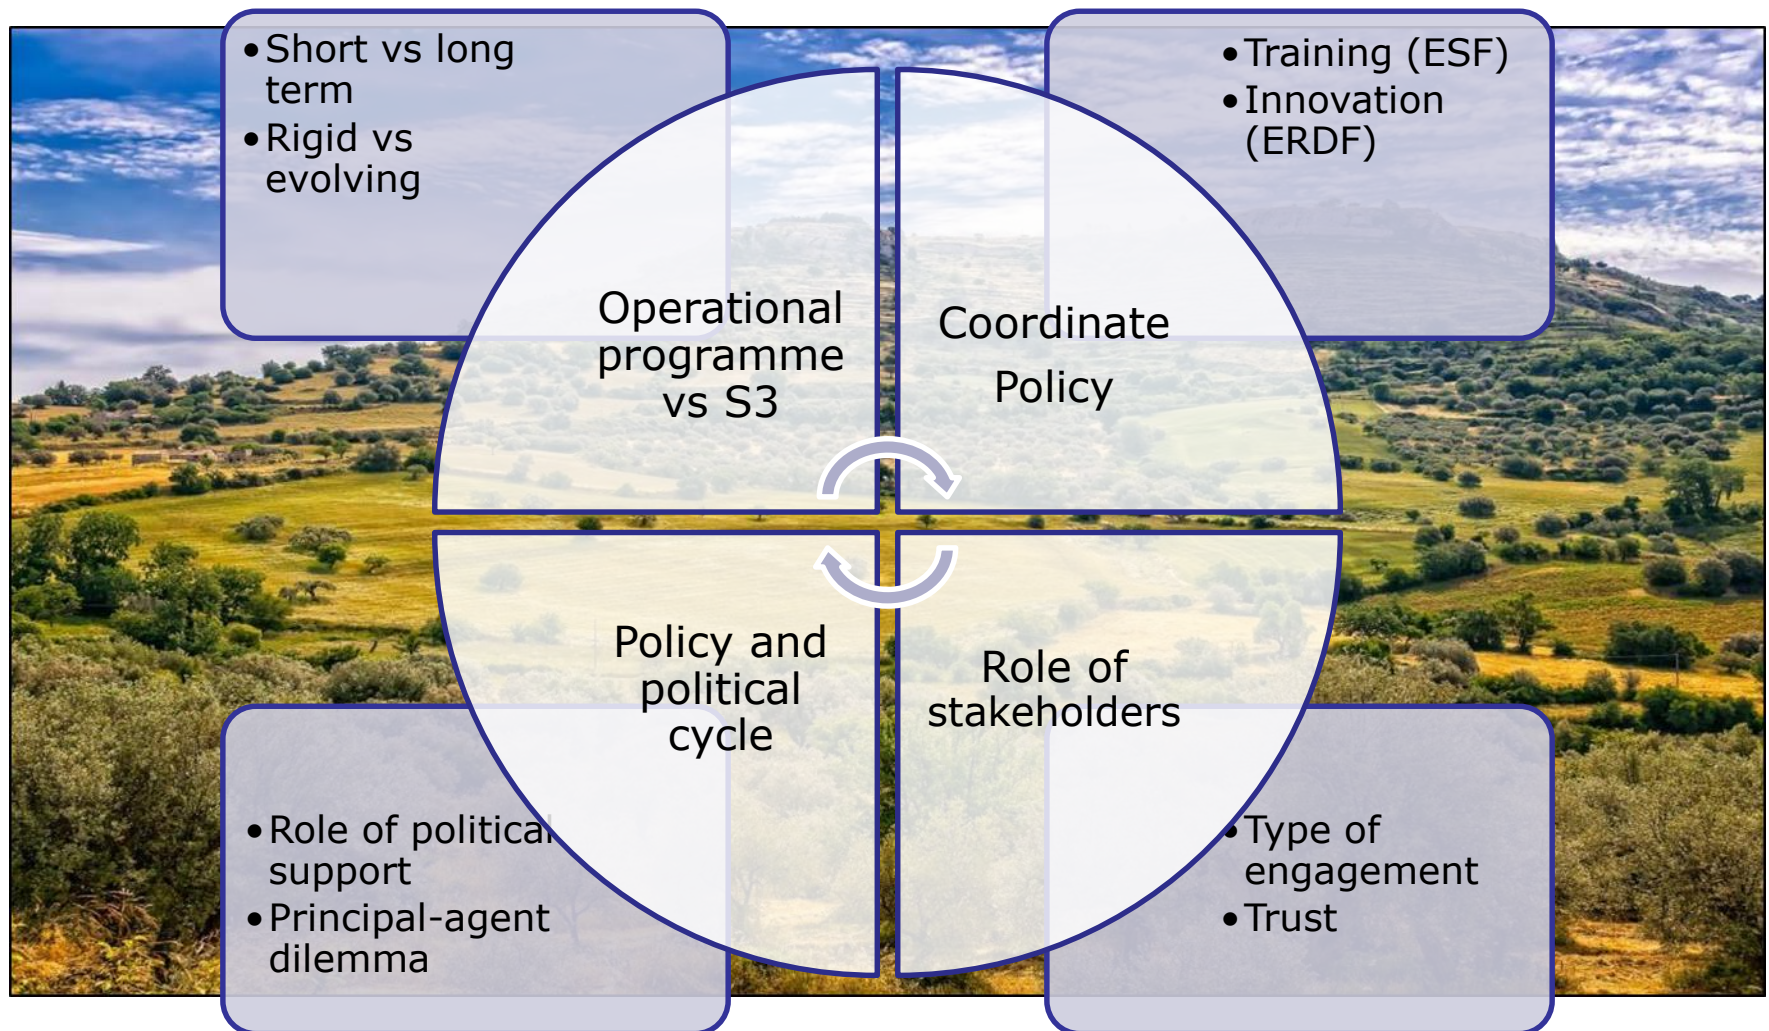 • Short vs long
term
• Rigid vs
evolving
• Training (ESF)
• Innovation
(ERDF)
Operational
programme
vs S3
Coordinate
Policy
Policy and
political
cycle
Role of
stakeholders
• Role of political
support
• Principal-agent
dilemma
• Type of
engagement
• Trust